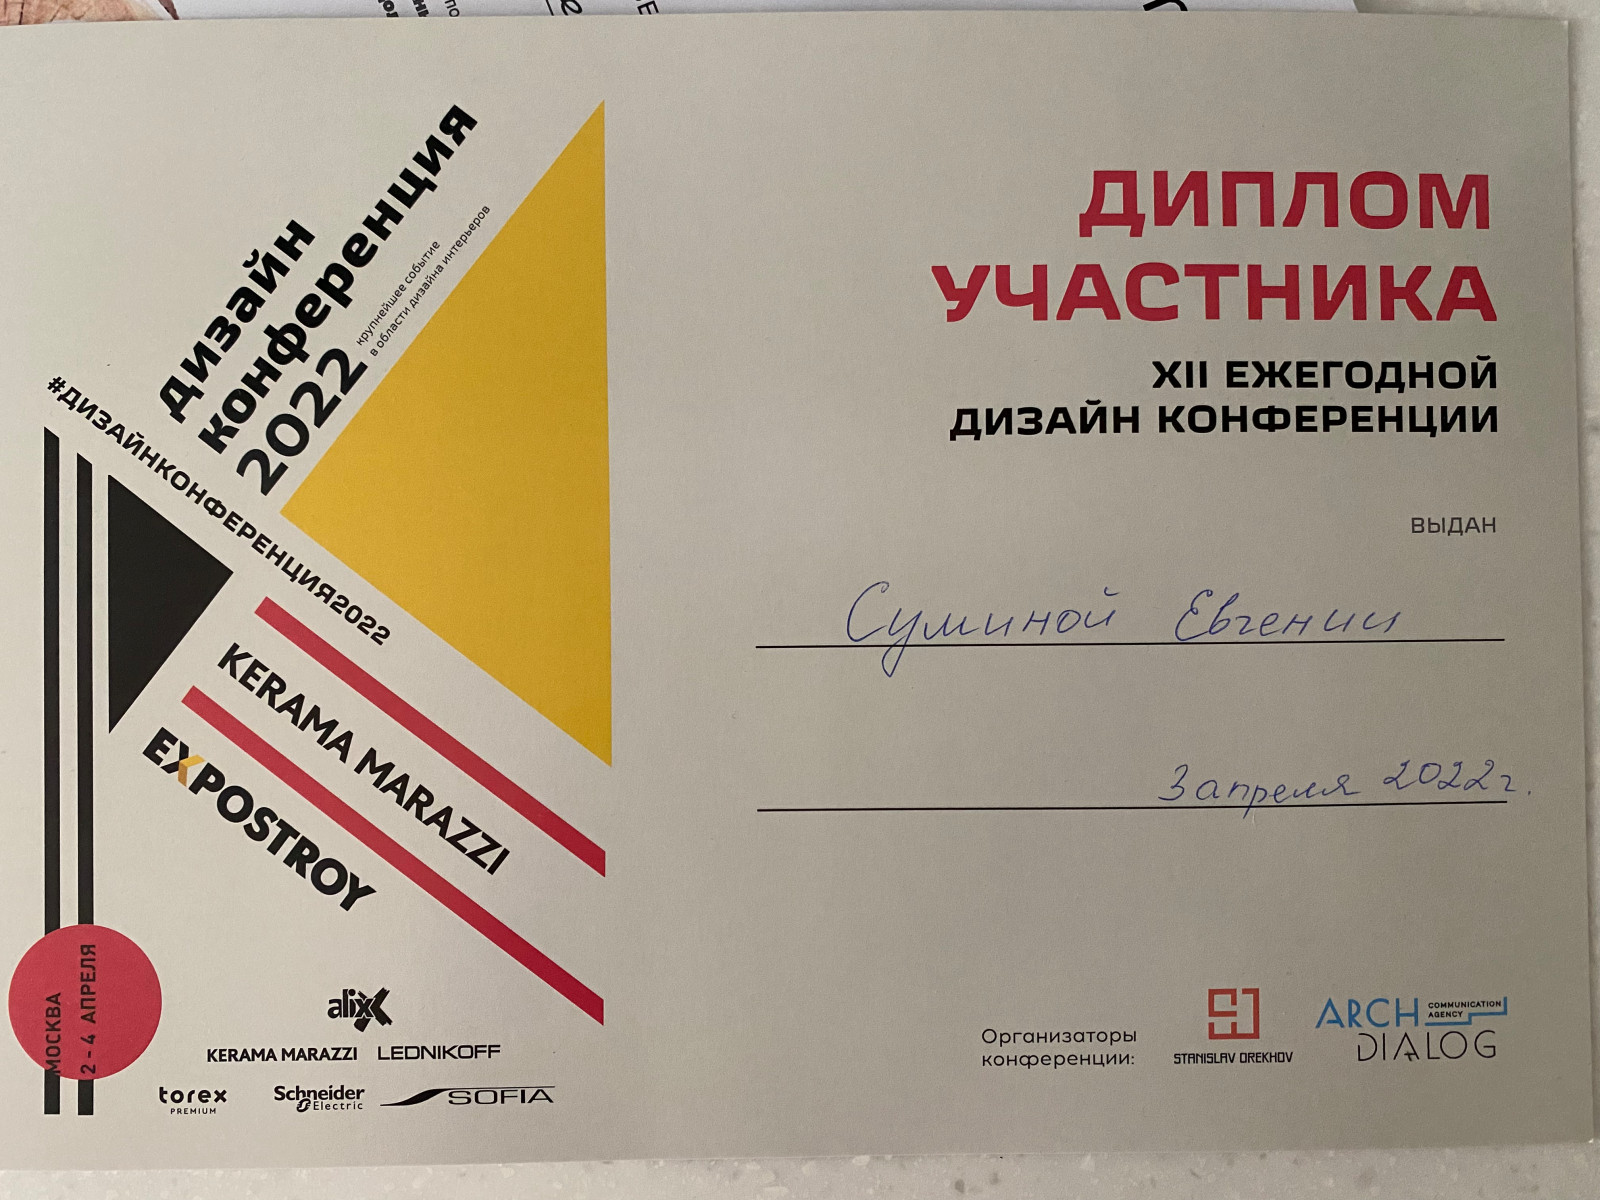 дизайн
конференция
2022
крупнейшее событие
в области дизайна интерьеров
#ДИЗАЙНКОНФЕРЕНЦИЯ2022
KERAMA MARAZZI
EXPOSTROY
МОСКВА
2 - 4 АПРЕЛЯ
alix
KERAMA MARAZZI LEDNIKOFF
torex
PREMIUM
Schneider
Electric
SOFIA
ДИПЛОМ
УЧАСТНИКА
XII ЕЖЕГОДНОЙ
ДИЗАЙН КОНФЕРЕНЦИИ
ВЫДАН
Суминой Евгении
3 апреля 2022г.
Организаторы
конференции:
STANISLAV OREKHOV
ARCH
COMMUNICATION
AGENCY
DIALOG